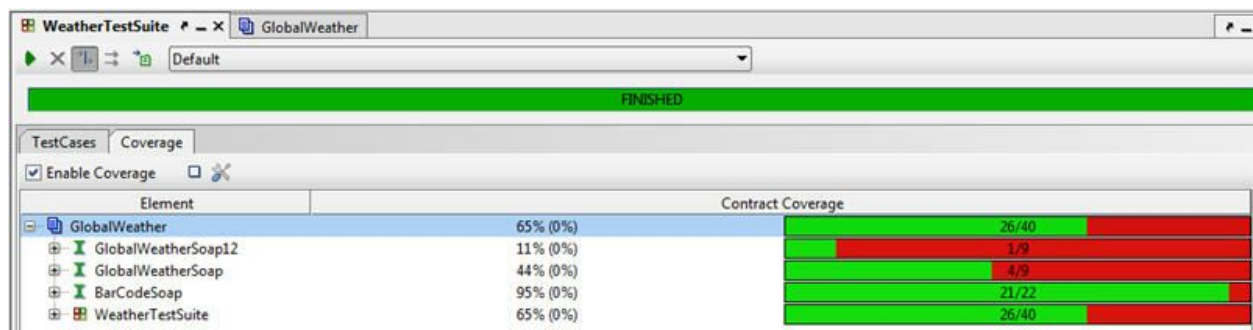 WeatherTestSuite GlobalWeather
Default
FINISHED
TestCases Coverage
Enable Coverage
Element Contract Coverage
GlobalWeather 65% (0%) 26/40
GlobalWeatherSoap12 11% (0%) 1/9
GlobalWeatherSoap 44% (0%) 4/9
BarCodeSoap 95% (0%) 21/22
WeatherTestSuite 65% (0%) 26/40